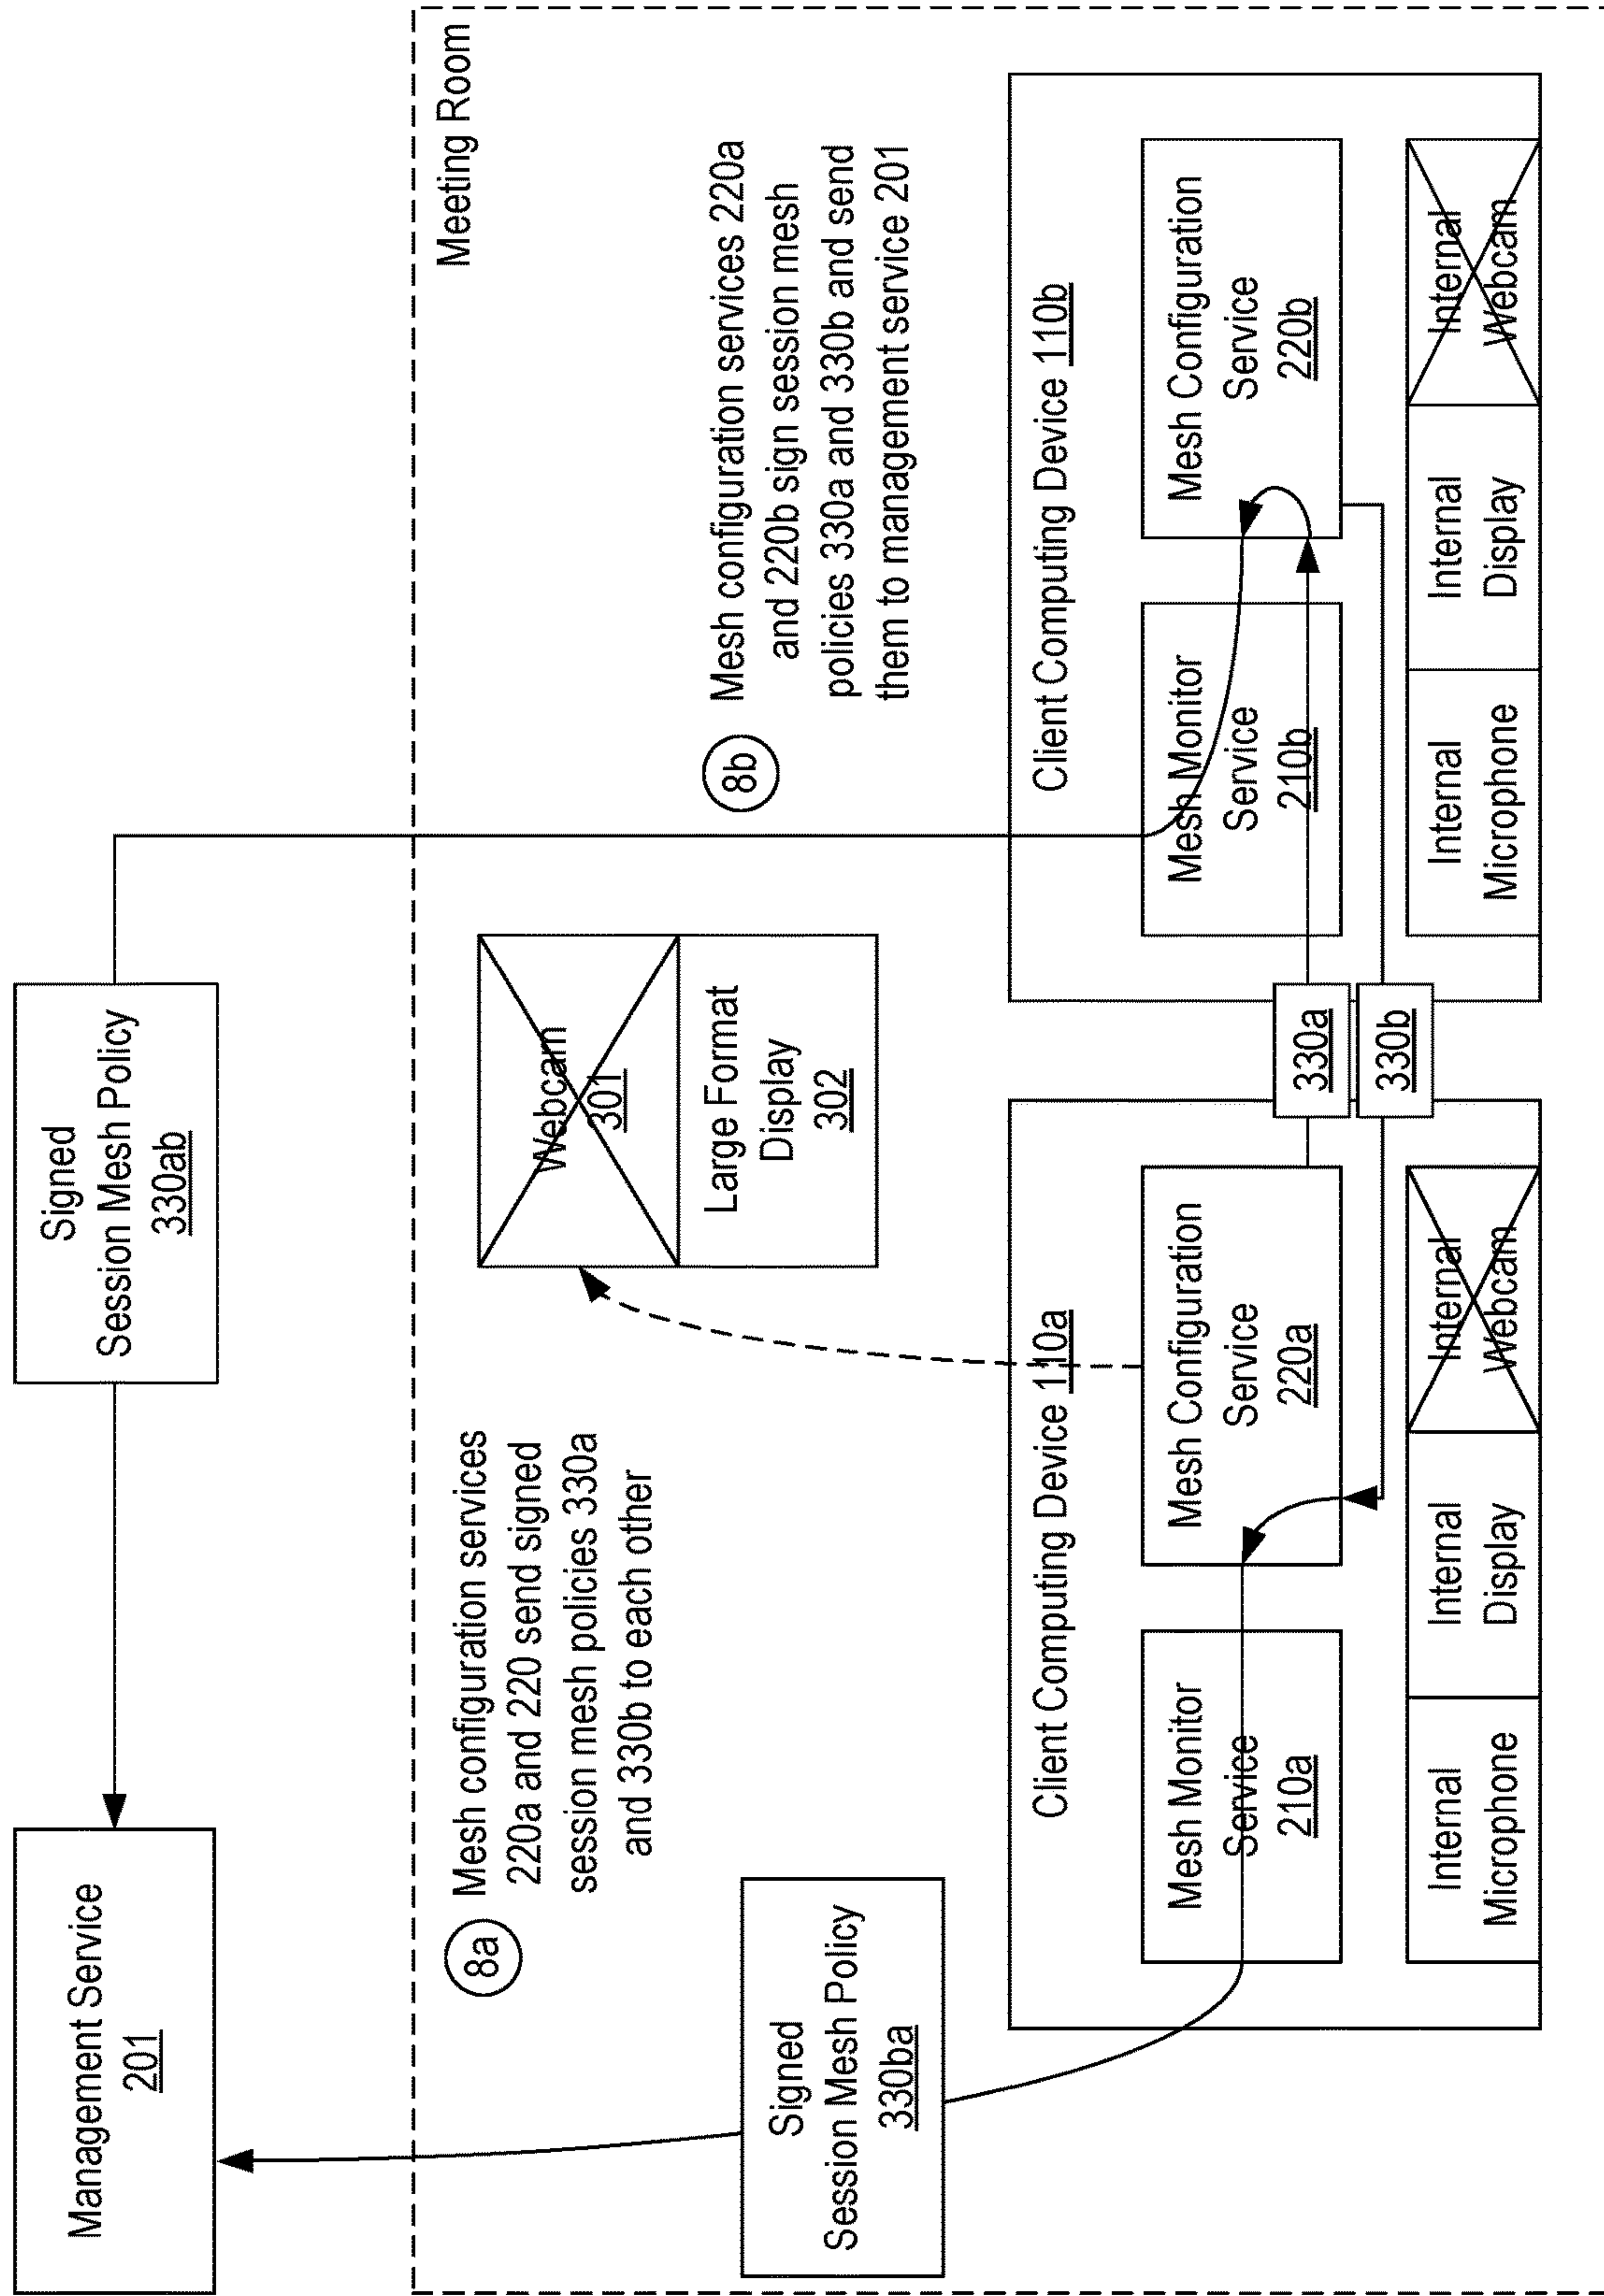 Management Service
201
Signed
Session Mesh Policy
330ab
Meeting Room
8a
Mesh configuration services
220a and 220 send signed
session mesh policies 330a
and 330b to each other
Webcam
301
Large Format
Display
302
8b
Mesh configuration services 220a
and 220b sign session mesh
policies 330a and 330b and send
them to management service 201
Signed
Session Mesh Policy
330ba
Client Computing Device 110a
Mesh Monitor
Service
210a
Mesh Configuration
Service
220a
Internal
Microphone
Internal
Display
Internal
Webcam
330a
330b
Client Computing Device 110b
Mesh Monitor
Service
210b
Mesh Configuration
Service
220b
Internal
Microphone
Internal
Display
Internal
Webcam